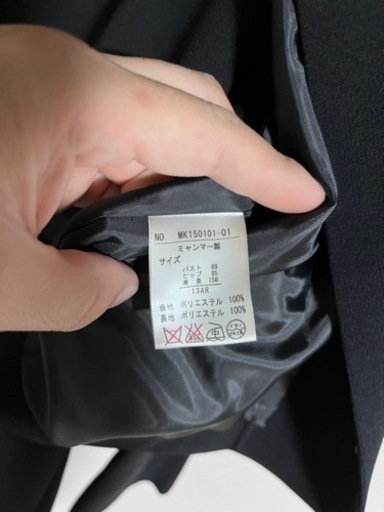 NO. MK150101-01
ミャンマー製
サイズ
バスト 89
ヒップ 95
身長 158
13AR
表地 ポリエステル 100%
裏地 ポリエステル 100%